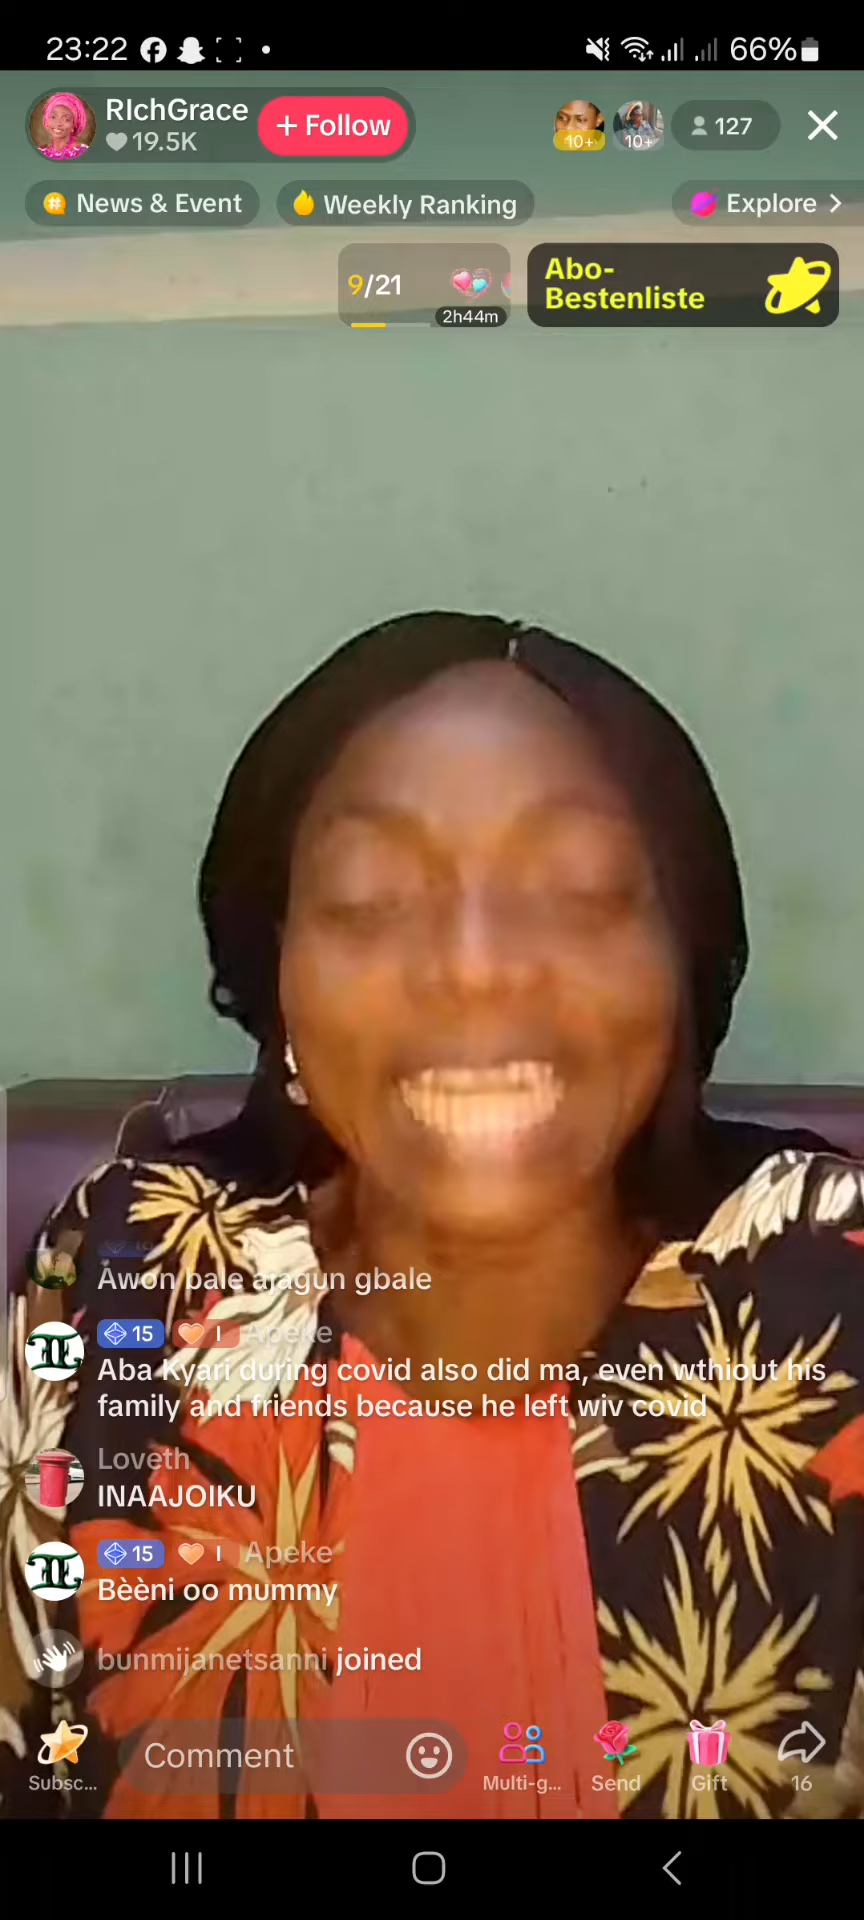 23:22
66%
RIchGrace
19.5K
+ Follow
10+
10+
127
News & Event
Weekly Ranking
Explore
9/21
2h44m
Abo-
Bestenliste
Awon bale ajagun gbale
15 I Apeke
Aba Kyari during covid also did ma, even wthiout his
family and friends because he left wiv covid
Loveth
INAAJOIKU
15 I Apeke
Bèèni oo mummy
bunmijanetsanni joined
Comment
Subsc...
Multi-g...
Send
Gift
16